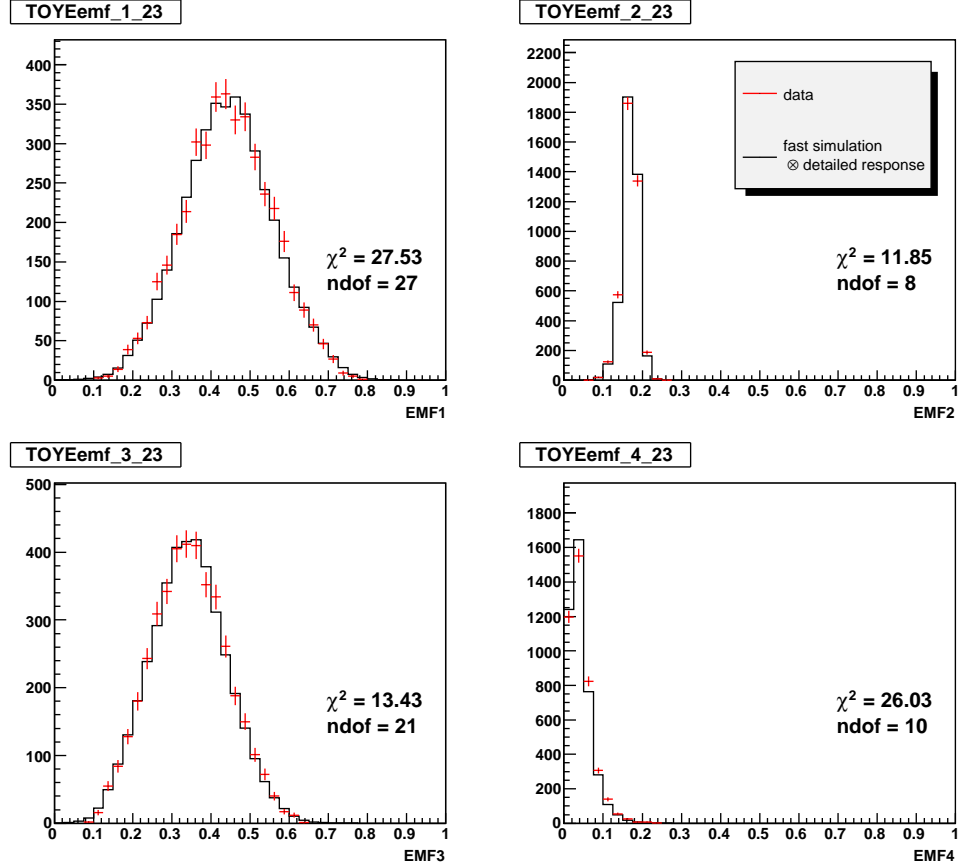 TOYEemf_1_23
400
350
300
250
200
150
100
50
0
0 0.1 0.2 0.3 0.4 0.5 0.6 0.7 0.8 0.9 1
EMF1
χ² = 27.53
ndof = 27
TOYEemf_2_23
2200
2000
1800
1600
1400
1200
1000
800
600
400
200
0
0 0.1 0.2 0.3 0.4 0.5 0.6 0.7 0.8 0.9 1
EMF2
data
fast simulation
⊗ detailed response
χ² = 11.85
ndof = 8
TOYEemf_3_23
500
400
300
200
100
0
0 0.1 0.2 0.3 0.4 0.5 0.6 0.7 0.8 0.9 1
EMF3
χ² = 13.43
ndof = 21
TOYEemf_4_23
1800
1600
1400
1200
1000
800
600
400
200
0
0 0.1 0.2 0.3 0.4 0.5 0.6 0.7 0.8 0.9 1
EMF4
χ² = 26.03
ndof = 10